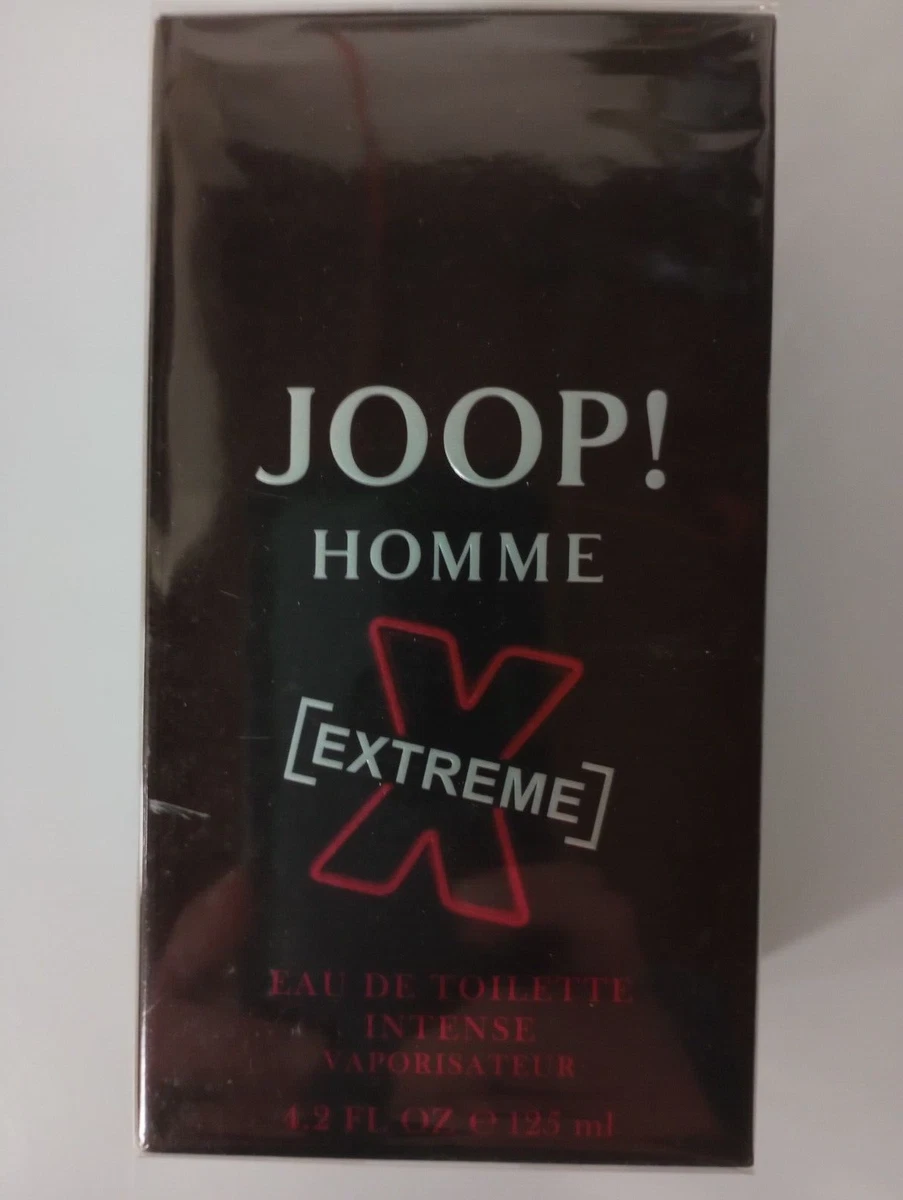 JOOP!
HOMME
X
[EXTREME]
EAU DE TOILETTE
INTENSE
VAPORISATEUR
4.2 FL OZ ℮ 125 ml